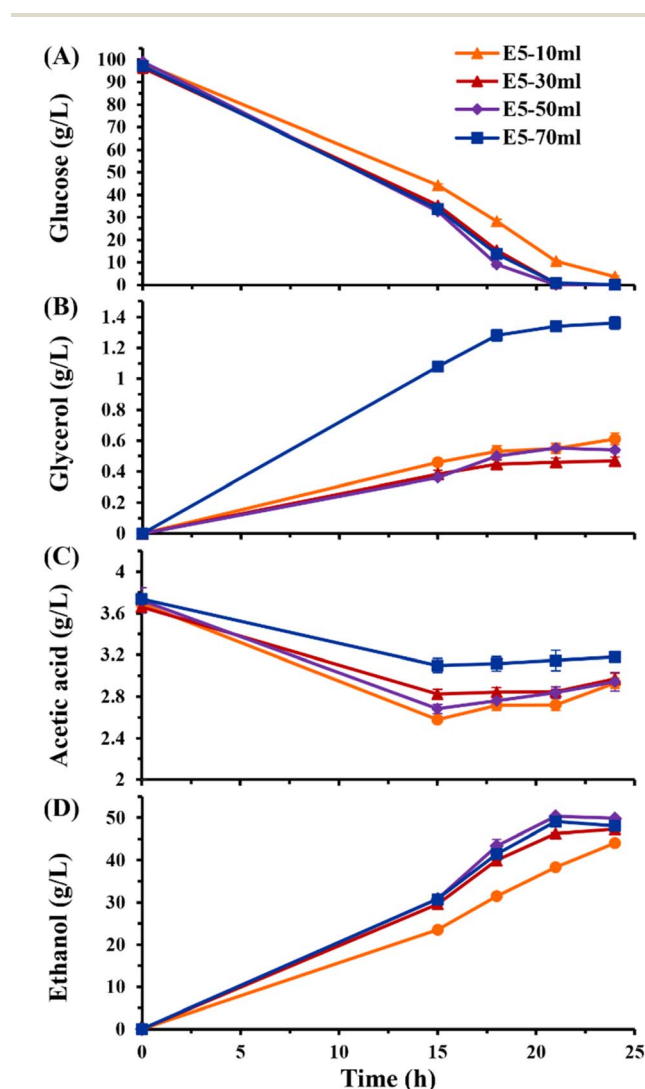 (A)
Glucose (g/L)
100
90
80
70
60
50
40
30
20
10
0
E5-10ml
E5-30ml
E5-50ml
E5-70ml
(B)
Glycerol (g/L)
1.4
1.2
1
0.8
0.6
0.4
0.2
0
(C)
Acetic acid (g/L)
4
3.6
3.2
2.8
2.4
2
(D)
Ethanol (g/L)
50
40
30
20
10
0
0 5 10 15 20 25
Time (h)